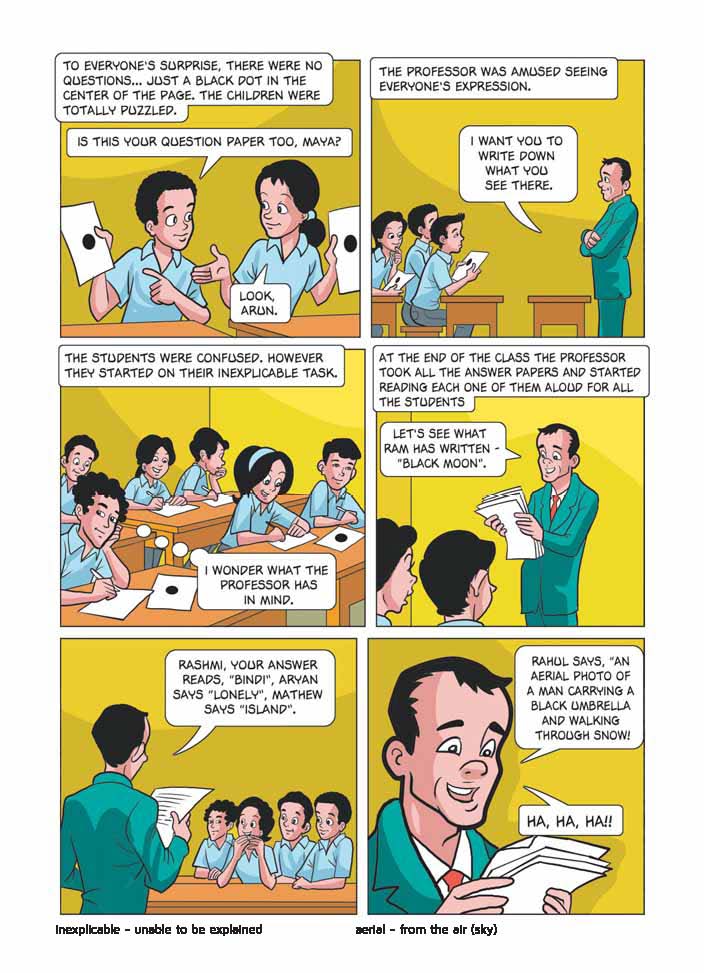 TO EVERYONE'S SURPRISE, THERE WERE NO
QUESTIONS... JUST A BLACK DOT IN THE
CENTER OF THE PAGE. THE CHILDREN WERE
TOTALLY PUZZLED.
IS THIS YOUR QUESTION PAPER TOO, MAYA?
LOOK,
ARUN.
THE PROFESSOR WAS AMUSED SEEING
EVERYONE'S EXPRESSION.
I WANT YOU TO
WRITE DOWN
WHAT YOU
SEE THERE.
THE STUDENTS WERE CONFUSED. HOWEVER
THEY STARTED ON THEIR INEXPLICABLE TASK.
I WONDER WHAT THE
PROFESSOR HAS
IN MIND.
AT THE END OF THE CLASS THE PROFESSOR
TOOK ALL THE ANSWER PAPERS AND STARTED
READING EACH ONE OF THEM ALOUD FOR ALL
THE STUDENTS
LET'S SEE WHAT
RAM HAS WRITTEN -
"BLACK MOON".
RASHMI, YOUR ANSWER
READS, "BINDI", ARYAN
SAYS "LONELY", MATHEW
SAYS "ISLAND".
RAHUL SAYS, "AN
AERIAL PHOTO OF
A MAN CARRYING A
BLACK UMBRELLA
AND WALKING
THROUGH SNOW!
HA, HA, HA!!
inexplicable - unable to be explained
aerial - from the air (sky)